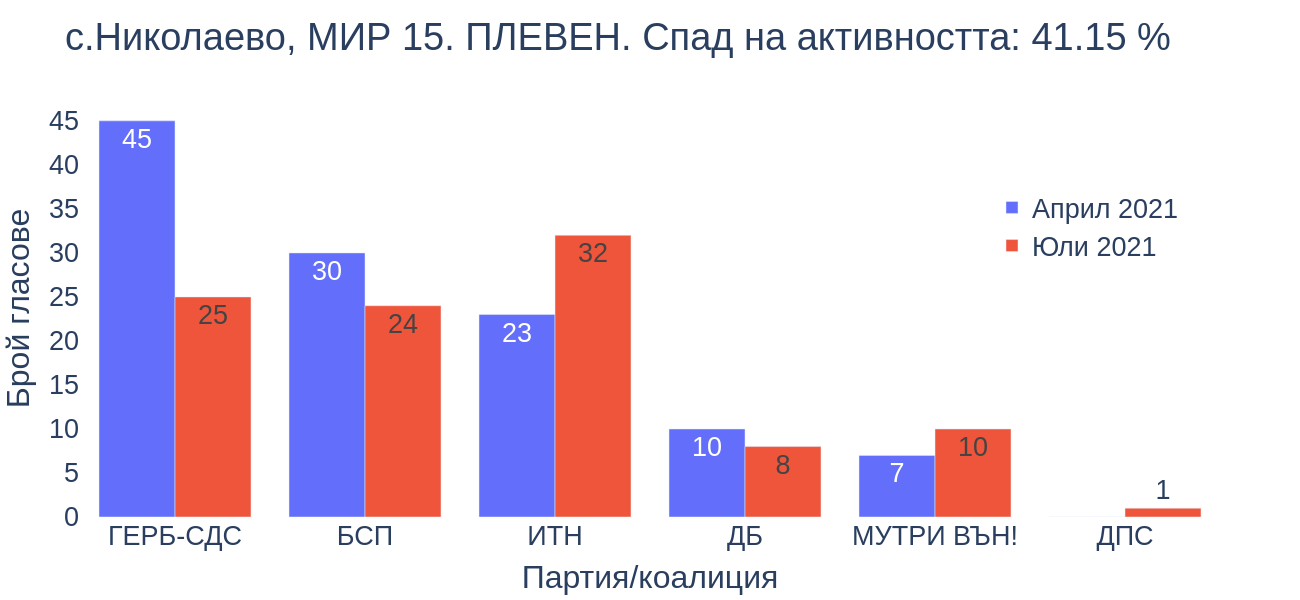 с.Николаево, МИР 15. ПЛЕВЕН. Спад на активността: 41.15 %
45
40
35
30
25
20
15
10
5
0
Брой гласове
45
25
30
24
23
32
10
8
7
10
1
Април 2021
Юли 2021
ГЕРБ-СДС
БСП
ИТН
ДБ
МУТРИ ВЪН!
ДПС
Партия/коалиция